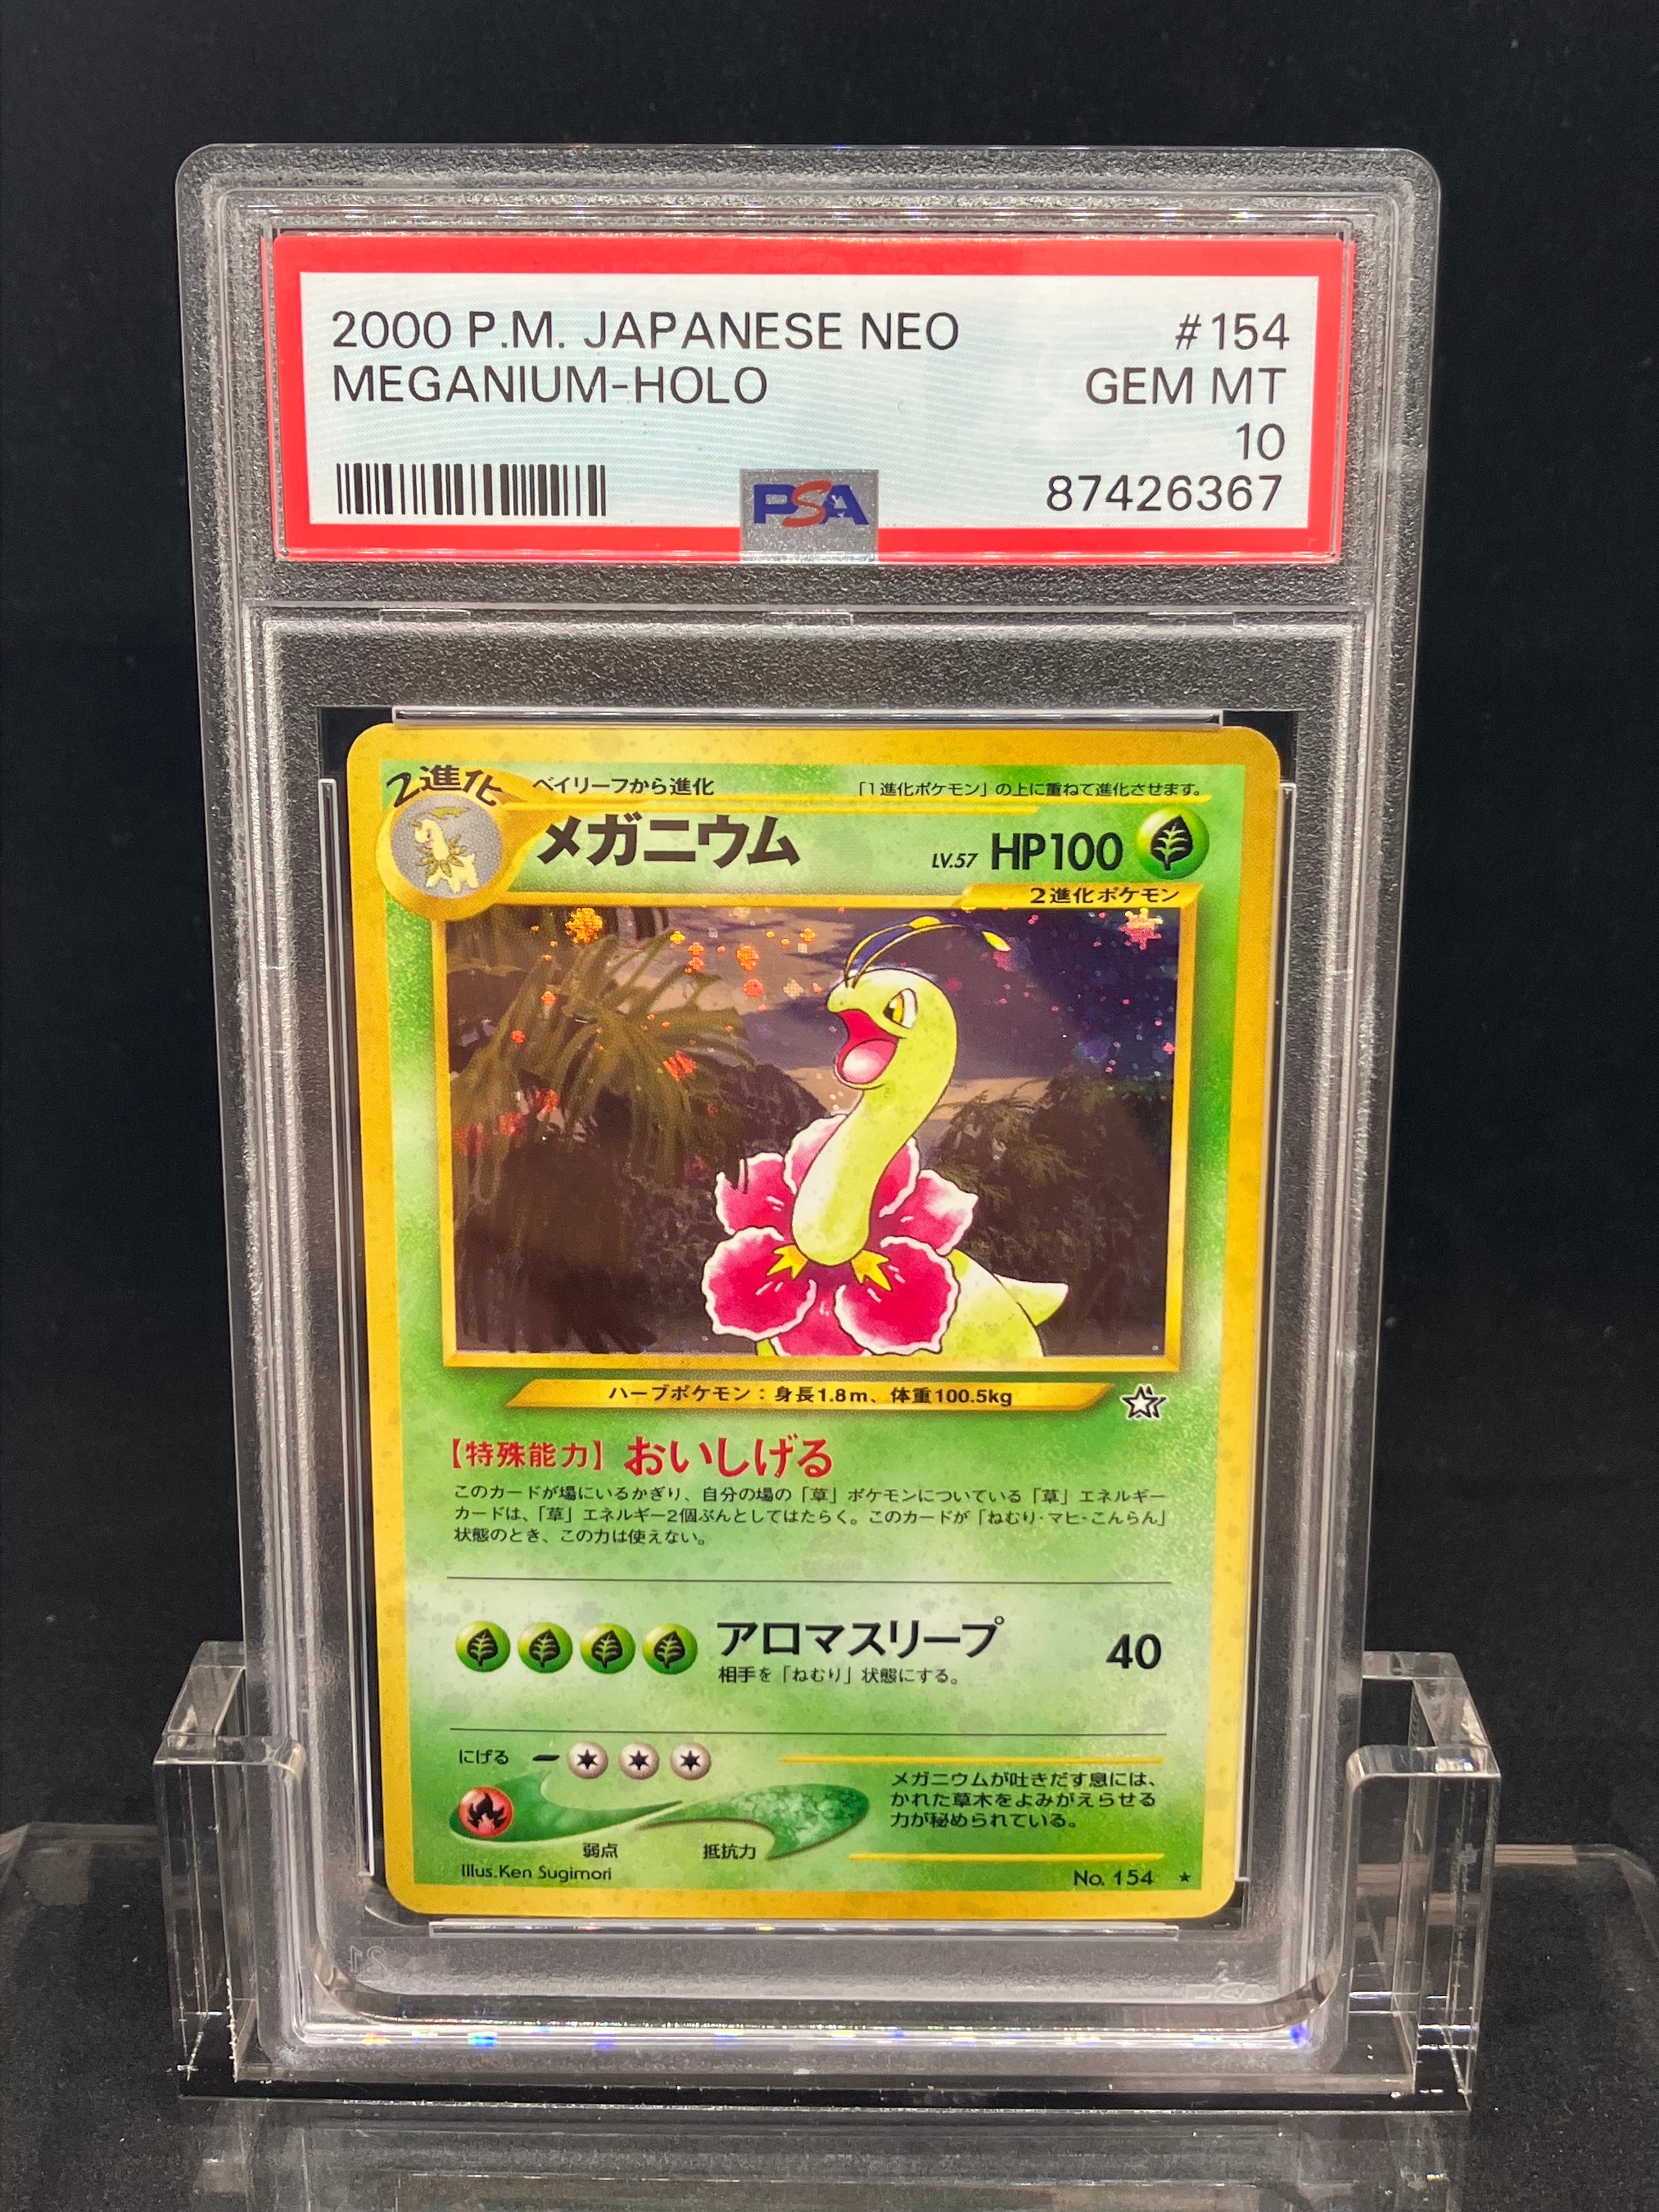 2000 P.M. JAPANESE NEO #154
MEGANIUM-HOLO GEM MT
10
PSA 87426367
2進化 ベイリーフから進化 「1進化ポケモン」の上に重ねて進化させます。
メガニウム LV.57 HP100
2進化ポケモン
ハーブポケモン：身長1.8m、体重100.5kg
【特殊能力】おいしげる
このカードが場にいるかぎり、自分の場の「草」ポケモンについている「草」エネルギー
カードは、「草」エネルギー2個ぶんとしてはたらく。このカードが「ねむり・マヒ・こんらん」
状態のとき、この力は使えない。
アロマスリープ 40
相手を「ねむり」状態にする。
にげる
メガニウムが吐きだす息には、
かれた草木をよみがえらせる
力が秘められている。
弱点 抵抗力
Illus.Ken Sugimori No. 154 ★